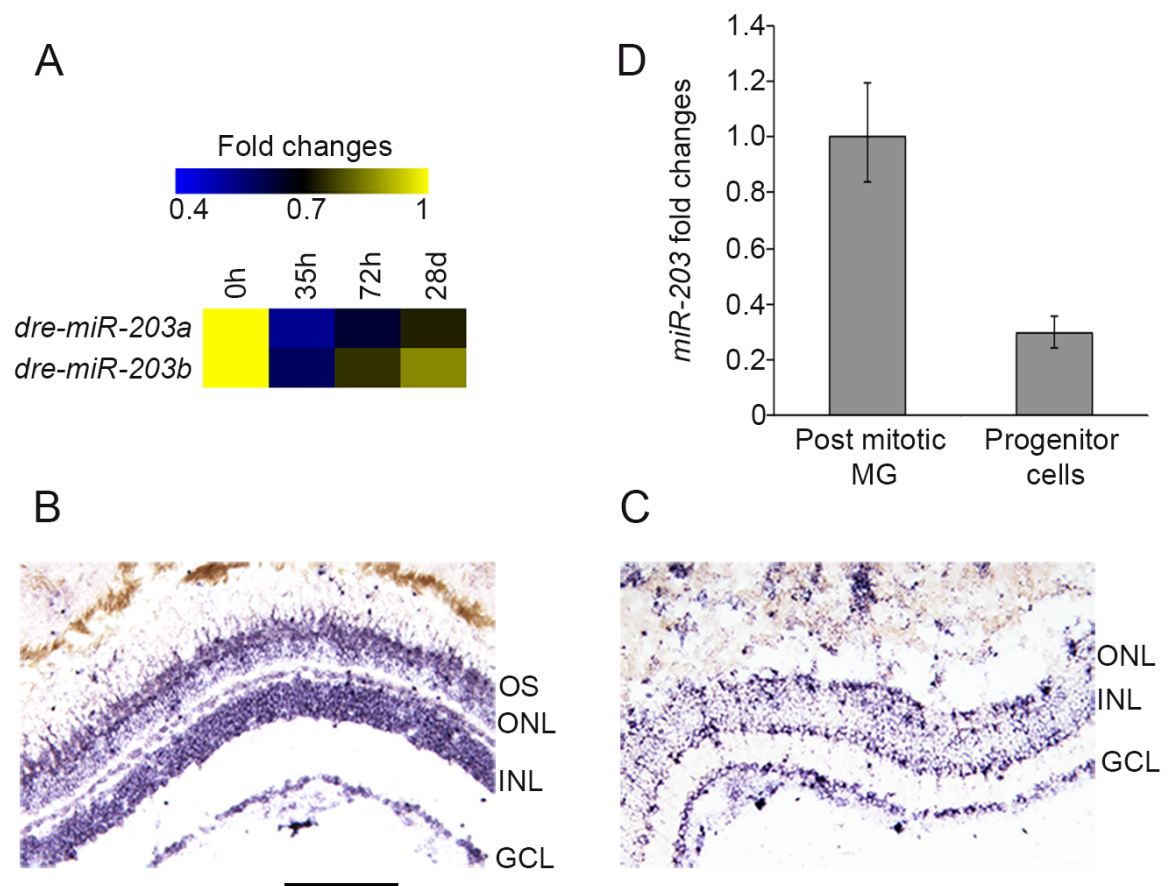 A
Fold changes
0.4 0.7 1
0h 35h 72h 28d
dre-miR-203a
dre-miR-203b
D
miR-203 fold changes
1.4
1.2
1.0
0.8
0.6
0.4
0.2
0
Post mitotic
MG
Progenitor
cells
B
OS
ONL
INL
GCL
C
ONL
INL
GCL